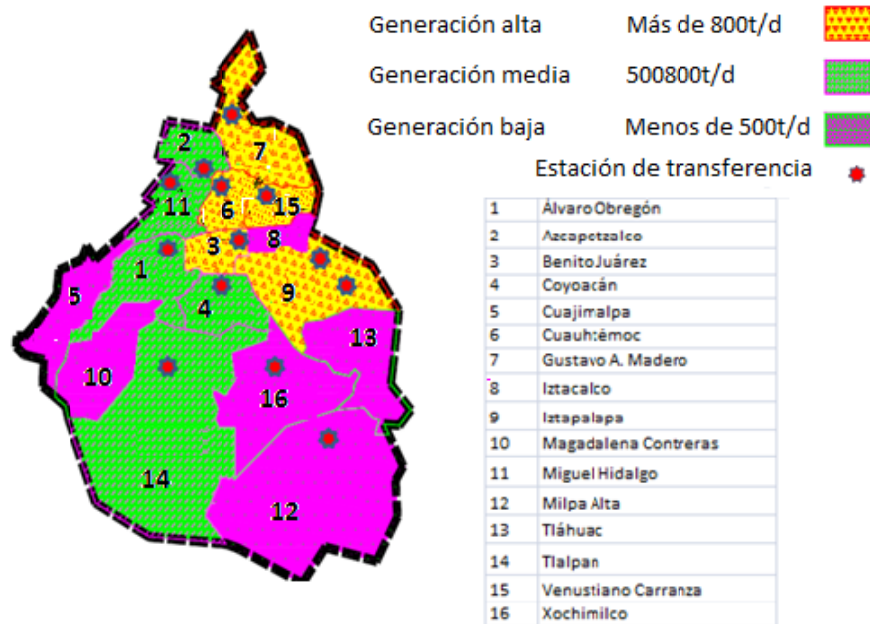 Generación alta Más de 800t/d
Generación media 500800t/d
Generación baja Menos de 500t/d
Estación de transferencia
2
7
11
6
15
8
3
1
4
5
9
13
10
16
14
12
1 Álvaro Obregón
2 Azcapotzalco
3 Benito Juárez
4 Coyoacán
5 Cuajimalpa
6 Cuauhtémoc
7 Gustavo A. Madero
8 Iztacalco
9 Iztapalapa
10 Magadalena Contreras
11 Miguel Hidalgo
12 Milpa Alta
13 Tláhuac
14 Tlalpan
15 Venustiano Carranza
16 Xochimilco